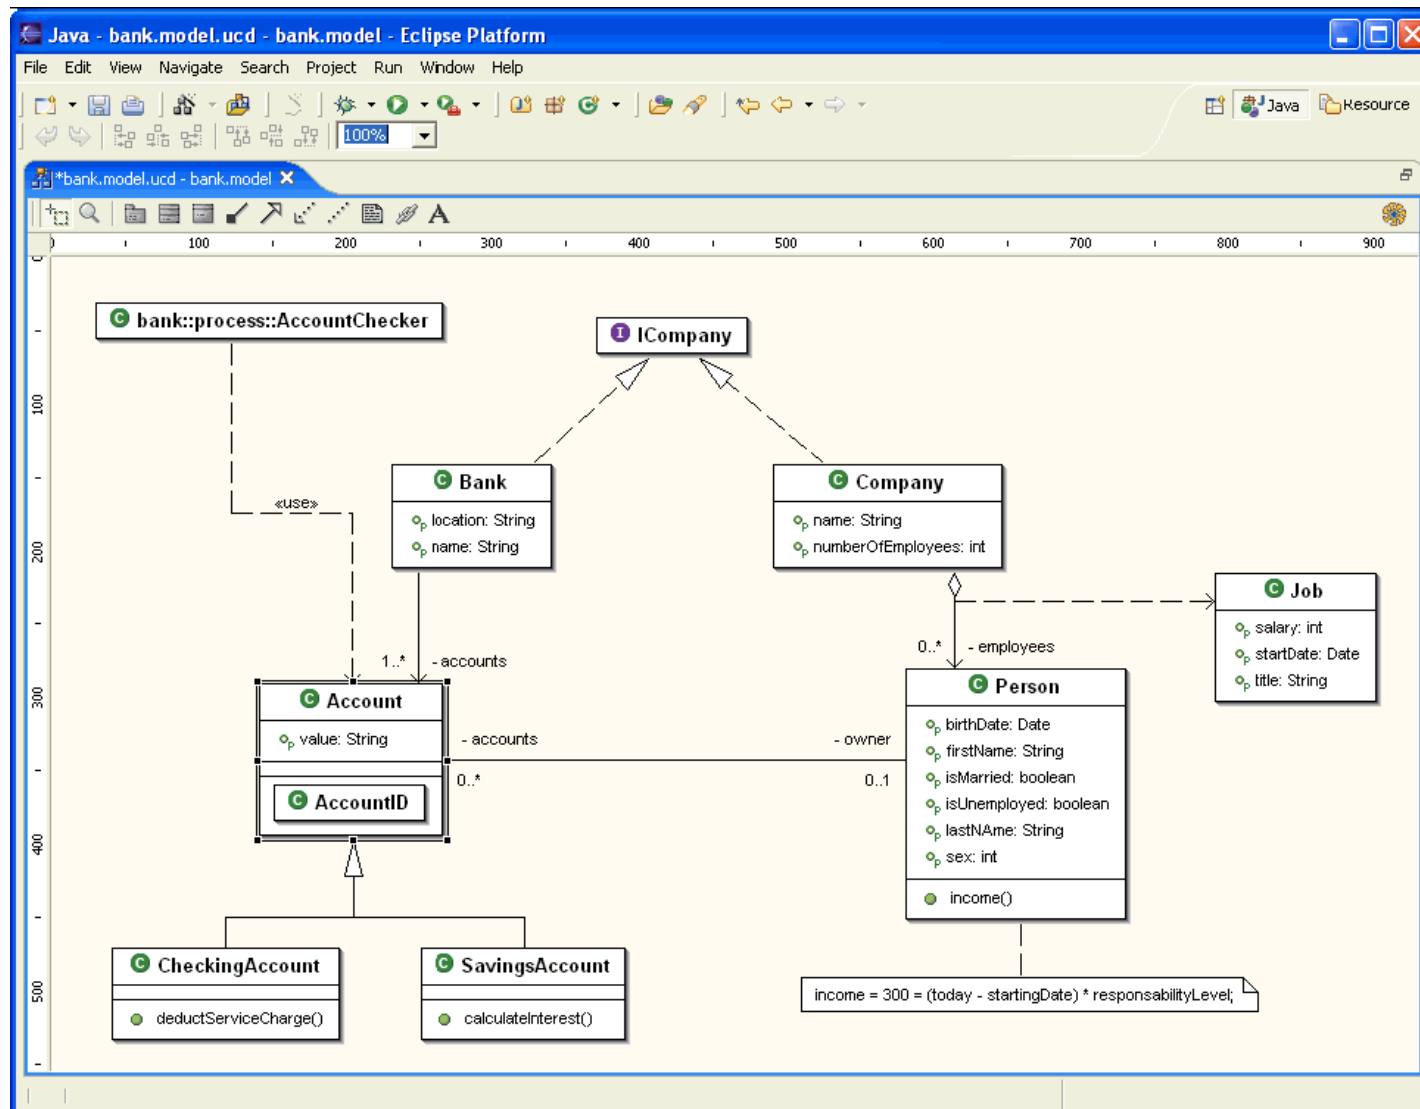 Java - bank.model.ucd - bank.model - Eclipse Platform
File Edit View Navigate Search Project Run Window Help
Java Resource
100%
*bank.model.ucd - bank.model
A
0 100 200 300 400 500 600 700 800 900
0
100
200
300
400
500
C bank::process::AccountChecker
I ICompany
C Bank
location: String
name: String
C Company
name: String
numberOfEmployees: int
«use»
C Job
salary: int
startDate: Date
title: String
1..* - accounts
0..* - employees
C Account
value: String
C AccountID
- accounts - owner
0..* 0..1
C Person
birthDate: Date
firstName: String
isMarried: boolean
isUnemployed: boolean
lastNAme: String
sex: int
income()
C CheckingAccount
deductServiceCharge()
C SavingsAccount
calculateInterest()
income = 300 = (today - startingDate) * responsabilityLevel;